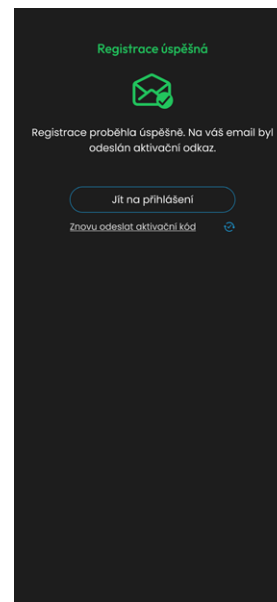 Registrace úspěšná
Registrace proběhla úspěšně. Na váš email byl
odeslán aktivační odkaz.
Jít na přihlášení
Znovu odeslat aktivační kód